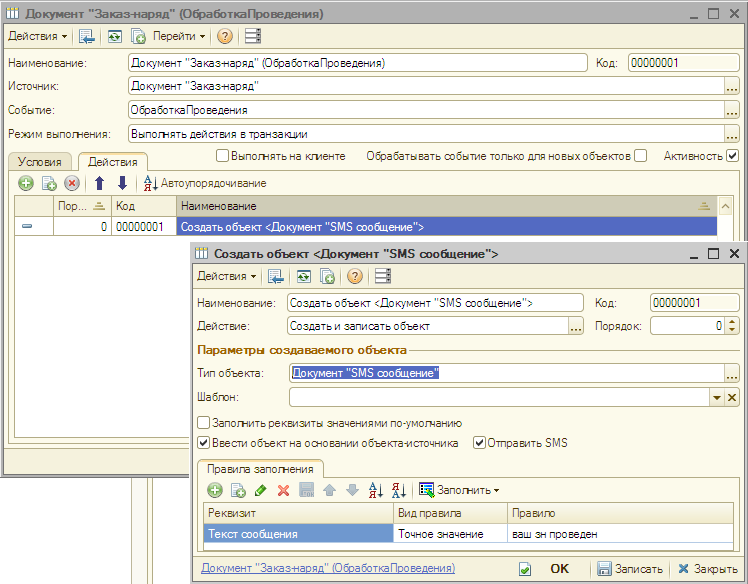 Документ "Заказ-наряд" (ОбработкаПроведения)
Действия Перейти
Наименование: Документ "Заказ-наряд" (ОбработкаПроведения) Код: 00000001
Источник: Документ "Заказ-наряд" ...
Событие: ОбработкаПроведения ...
Режим выполнения: Выполнять действия в транзакции ...
Условия Действия Выполнять на клиенте Обрабатывать событие только для новых объектов Активность
Автоупорядочивание
Пор... Код Наименование
0 00000001 Создать объект <Документ "SMS сообщение">
Создать объект <Документ "SMS сообщение">
Действия
Наименование: Создать объект <Документ "SMS сообщение"> Код: 00000001
Действие: Создать и записать объект ... Порядок: 0
Параметры создаваемого объекта
Тип объекта: Документ "SMS сообщение" ...
Шаблон:
Заполнить реквизиты значениями по-умолчанию
Ввести объект на основании объекта-источника Отправить SMS
Правила заполнения
Заполнить
Реквизит Вид правила Правило
Текст сообщения Точное значение ваш зн проведен
Документ "Заказ-наряд" (ОбработкаПроведения) OK Записать Закрыть